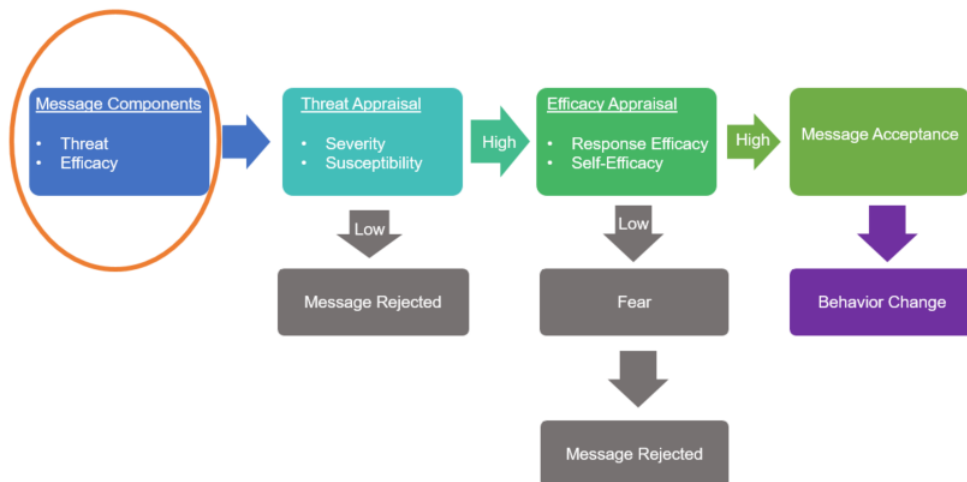 Message Components
• Threat
• Efficacy
Threat Appraisal
• Severity
• Susceptibility
High
Efficacy Appraisal
• Response Efficacy
• Self-Efficacy
High
Message Acceptance
Low
Low
Message Rejected
Fear
Behavior Change
Message Rejected